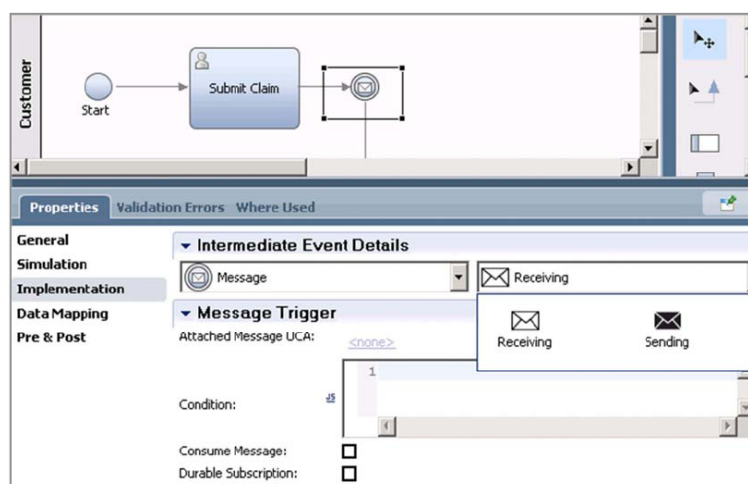 Customer
Start
Submit Claim
Properties Validation Errors Where Used
General
Simulation
Implementation
Data Mapping
Pre & Post
Intermediate Event Details
Message Receiving
Receiving Sending
Message Trigger
Attached Message UCA: <none>
1
Condition: JS
Consume Message:
Durable Subscription: